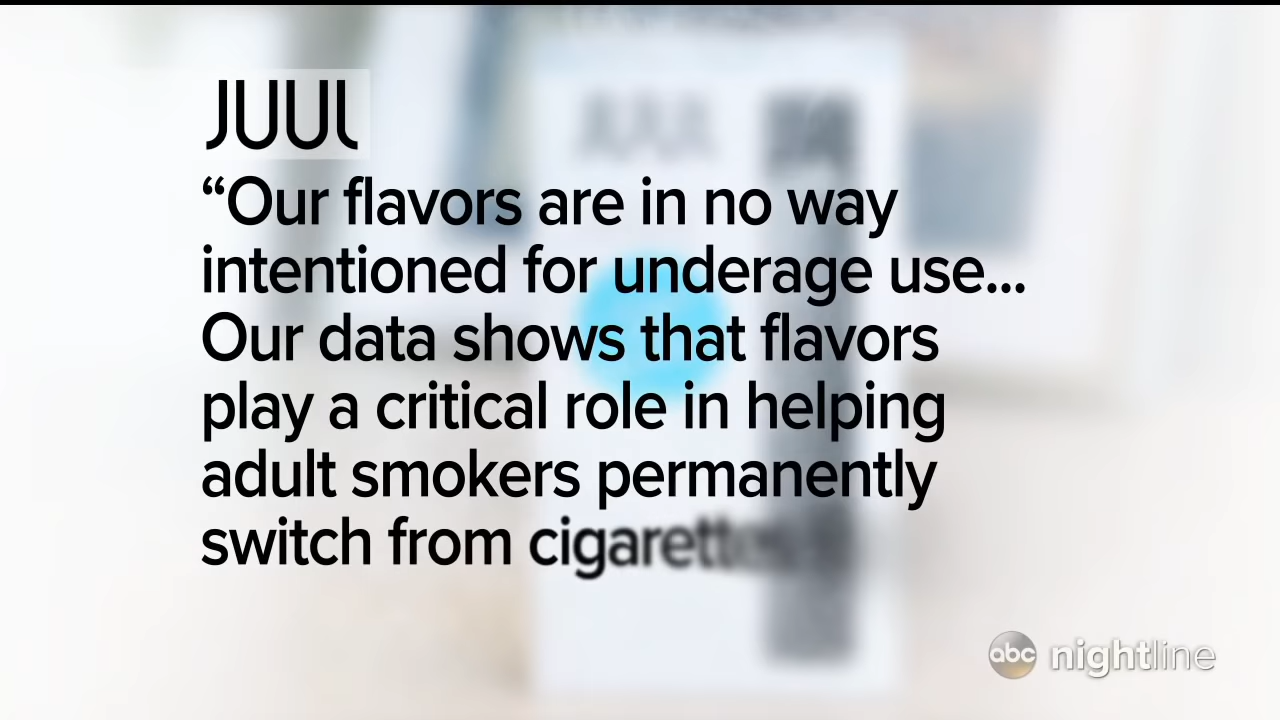 JUUL
“Our flavors are in no way
intentioned for underage use...
Our data shows that flavors
play a critical role in helping
adult smokers permanently
switch from cigarettes
abc nightline